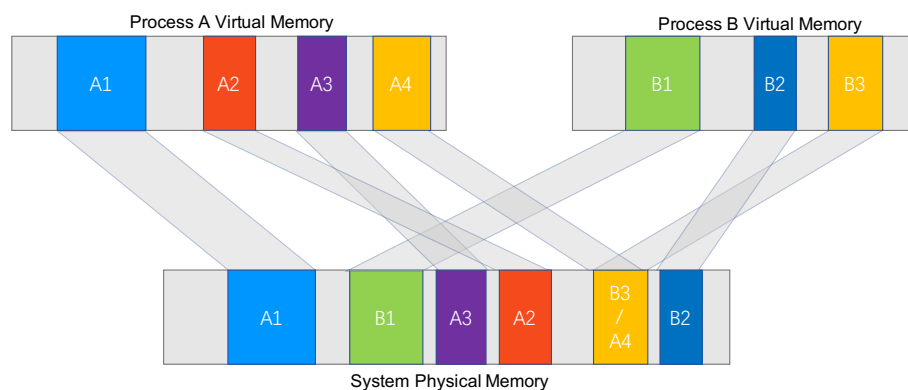 Process A Virtual Memory
Process B Virtual Memory
A1
A2
A3
A4
B1
B2
B3
A1
B1
A3
A2
B3
/
A4
B2
System Physical Memory